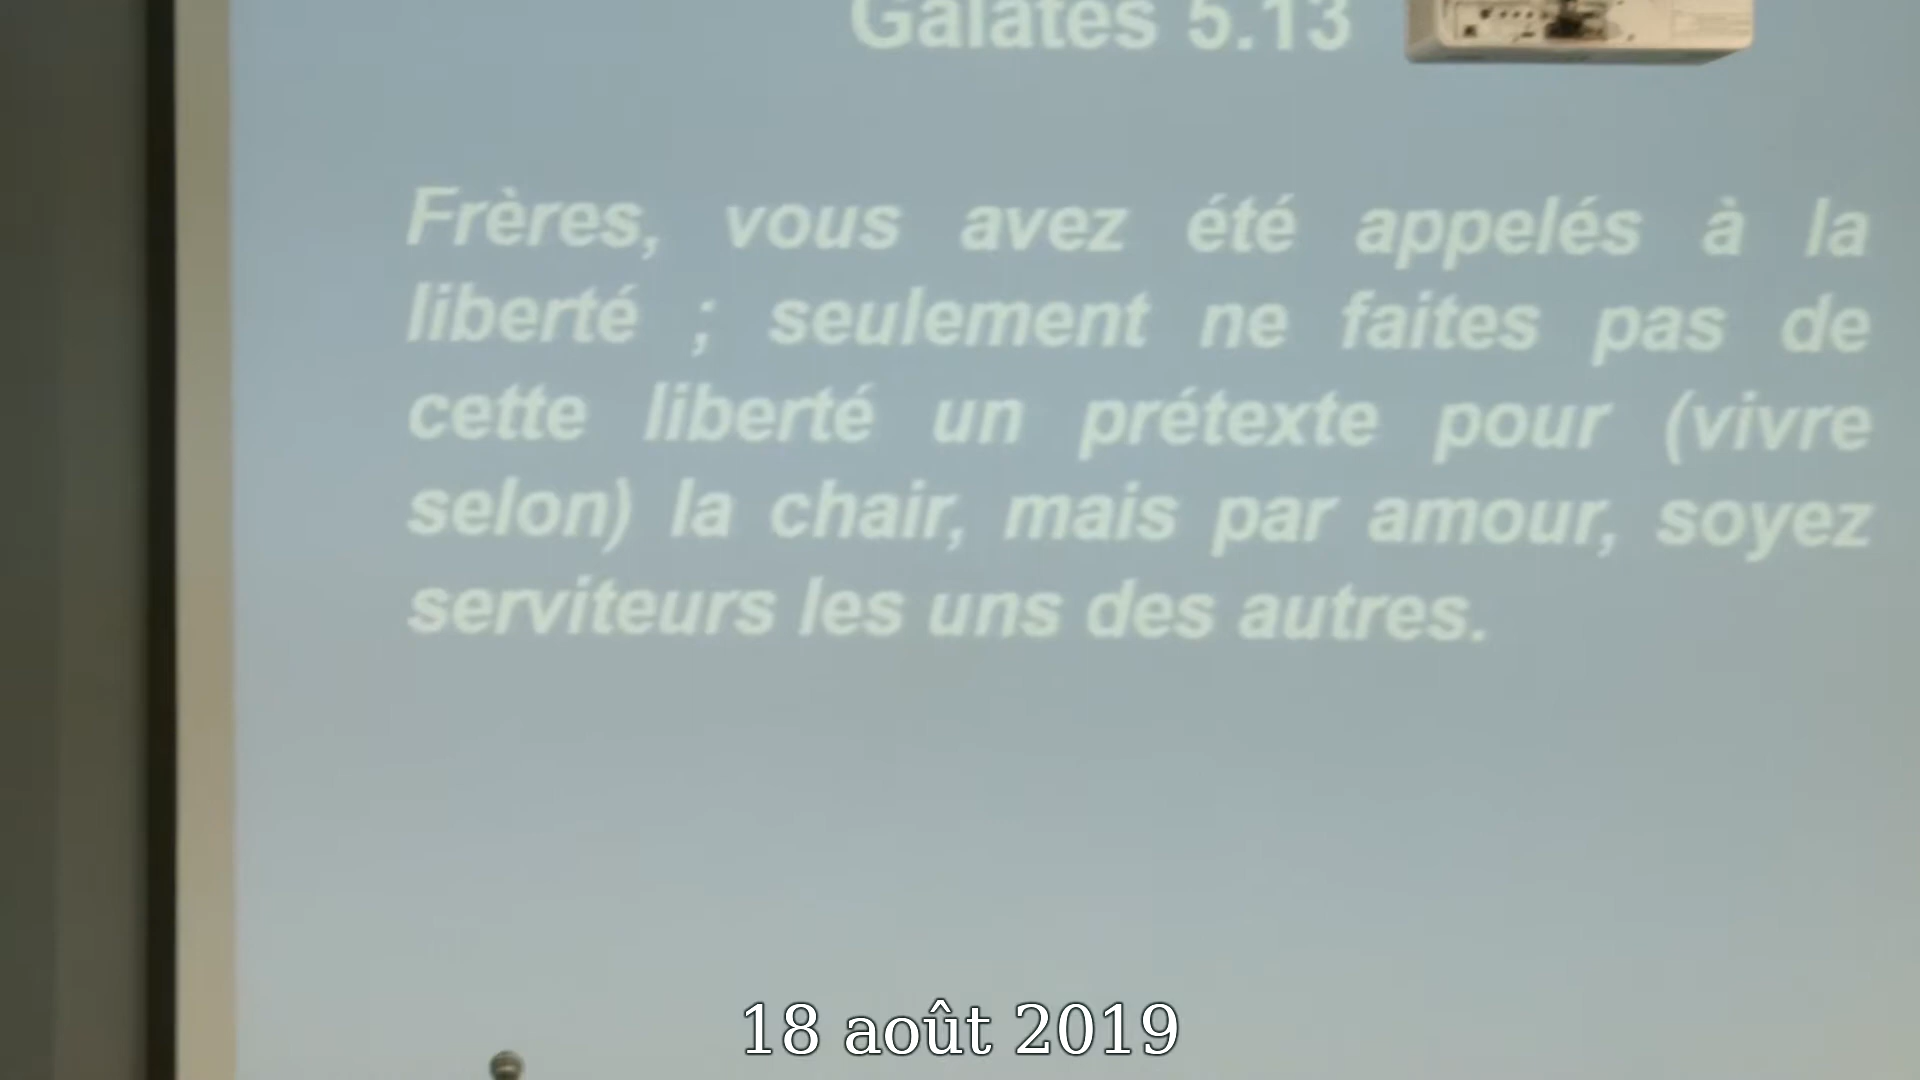 Galates 5.13
Frères, vous avez été appelés à la
liberté ; seulement ne faites pas de
cette liberté un prétexte pour (vivre
selon) la chair, mais par amour, soyez
serviteurs les uns des autres.
18 août 2019